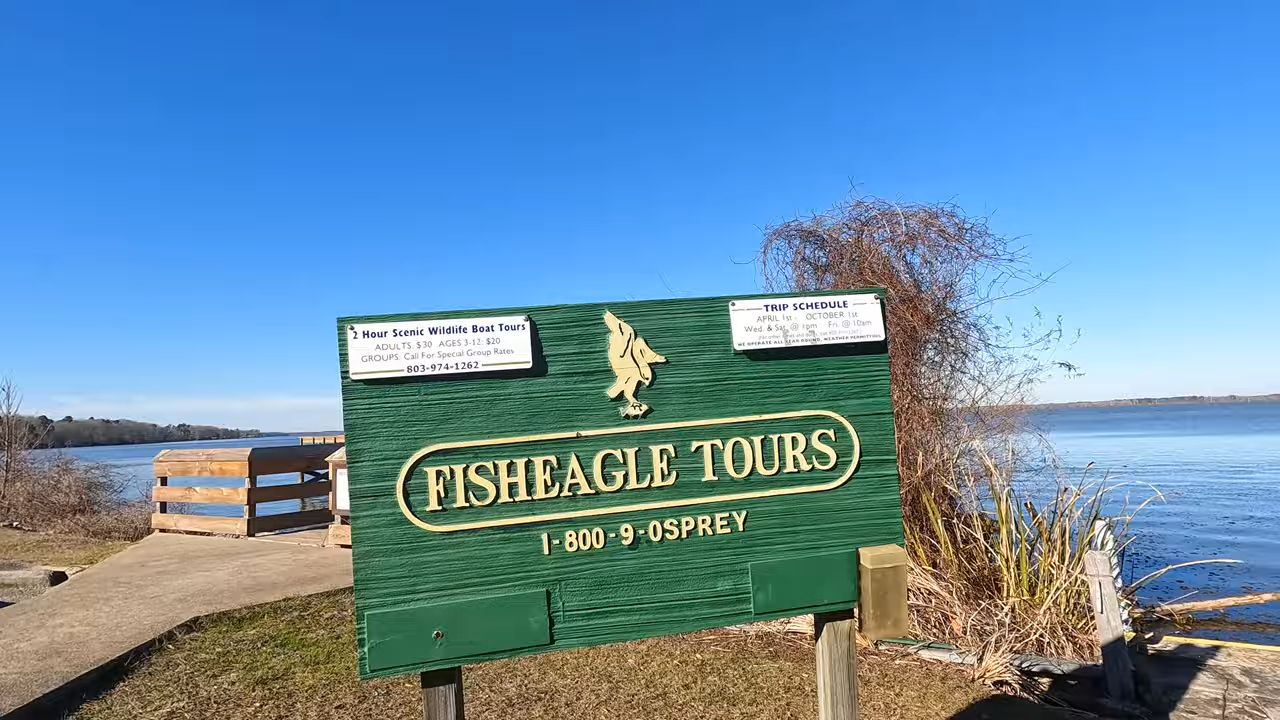 2 Hour Scenic Wildlife Boat Tours
ADULTS: $30 AGES 3-12: $20
GROUPS: Call For Special Group Rates
803-974-1262
TRIP SCHEDULE
APRIL 1st - OCTOBER 1st
Wed. & Sat. @ 1pm Fri. @ 10am
WE OPERATE ALL YEAR ROUND, WEATHER PERMITTING
FISHEAGLE TOURS
1-800-9-OSPREY